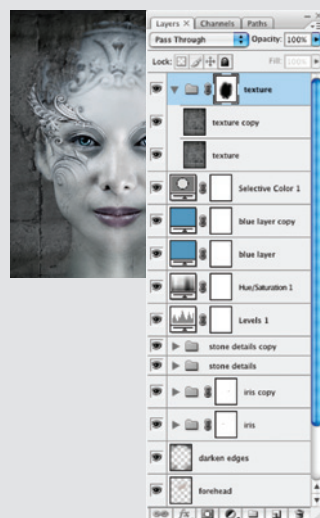 Layers × Channels Paths
Pass Through Opacity: 100%
Lock: Fill: 100%
texture
texture copy
texture
Selective Color 1
blue layer copy
blue layer
Hue/Saturation 1
Levels 1
stone details copy
stone details
iris copy
iris
darken edges
forehead
fx